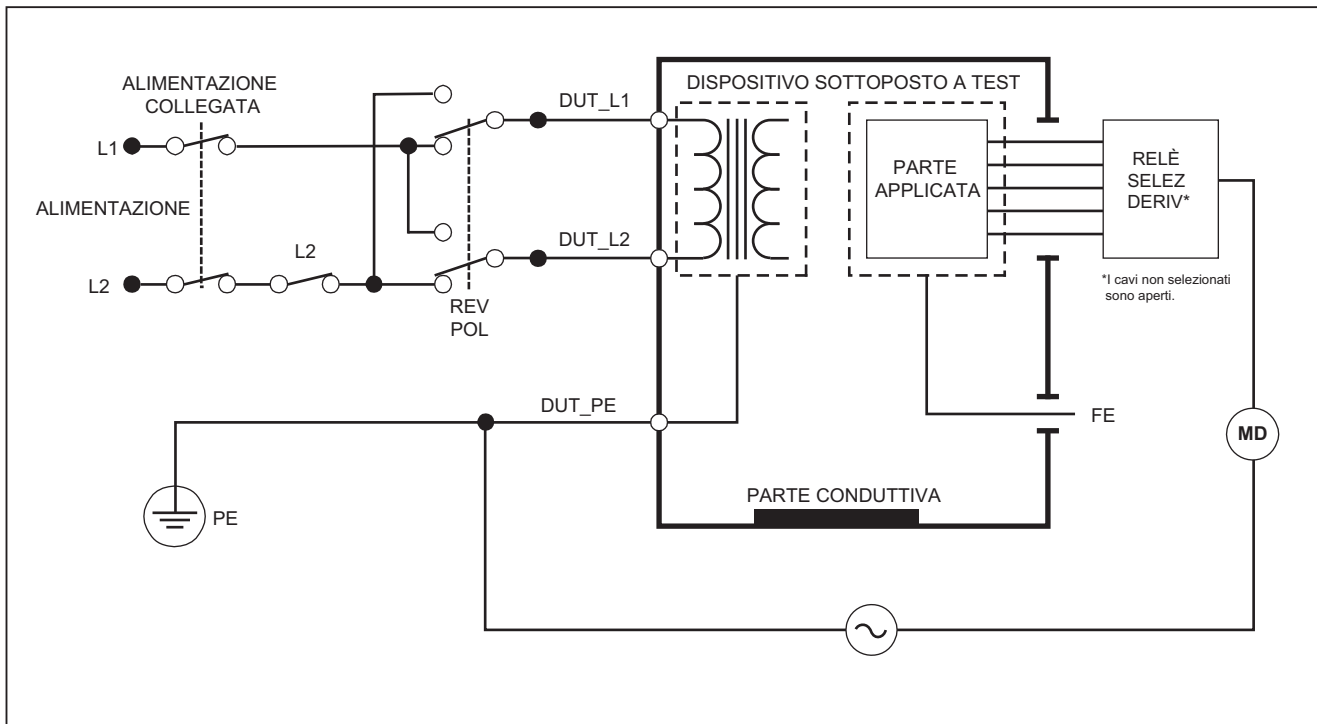 ALIMENTAZIONE
COLLEGATA
L1
ALIMENTAZIONE
L2
L2
REV
POL
DUT_L1
DUT_L2
DUT_PE
PE
DISPOSITIVO SOTTOPOSTO A TEST
PARTE
APPLICATA
RELÈ
SELEZ
DERIV*
*I cavi non selezionati
sono aperti.
FE
MD
PARTE CONDUTTIVA